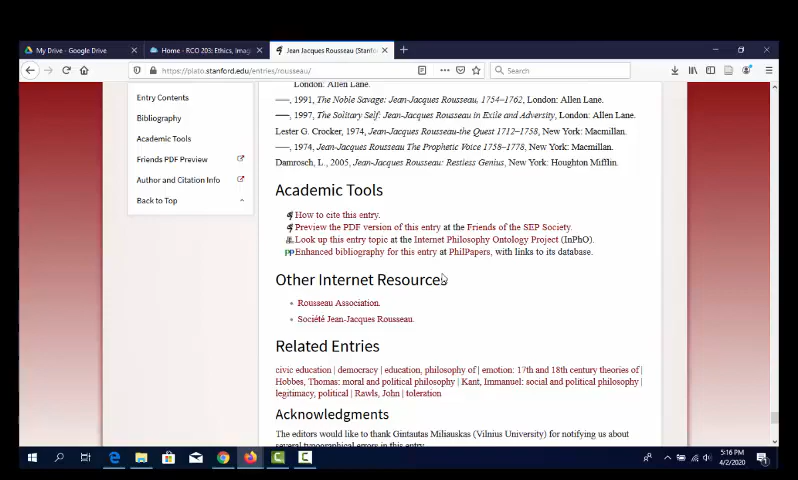 My Drive - Google Drive
Home - RCO 203: Ethics, Imag
Jean Jacques Rousseau (Stanfor
https://plato.stanford.edu/entries/rousseau/
Search
Entry Contents
Bibliography
Academic Tools
Friends PDF Preview
Author and Citation Info
Back to Top
London: Allen Lane.
–––, 1991, The Noble Savage: Jean-Jacques Rousseau, 1754–1762, London: Allen Lane.
–––, 1997, The Solitary Self: Jean-Jacques Rousseau in Exile and Adversity, London: Allen Lane.
Lester G. Crocker, 1974, Jean-Jacques Rousseau-the Quest 1712–1758, New York: Macmillan.
–––, 1974, Jean-Jacques Rousseau The Prophetic Voice 1758–1778, New York: Macmillan.
Damrosch, L., 2005, Jean-Jacques Rousseau: Restless Genius, New York: Houghton Mifflin.
Academic Tools
How to cite this entry.
Preview the PDF version of this entry at the Friends of the SEP Society.
Look up this entry topic at the Internet Philosophy Ontology Project (InPhO).
PP Enhanced bibliography for this entry at PhilPapers, with links to its database.
Other Internet Resources
Rousseau Association.
Société Jean-Jacques Rousseau.
Related Entries
civic education | democracy | education, philosophy of | emotion: 17th and 18th century theories of |
Hobbes, Thomas: moral and political philosophy | Kant, Immanuel: social and political philosophy |
legitimacy, political | Rawls, John | toleration
Acknowledgments
The editors would like to thank Gintautas Miliauskas (Vilnius University) for notifying us about
several typographical errors in this entry.
5:16 PM
4/2/2020